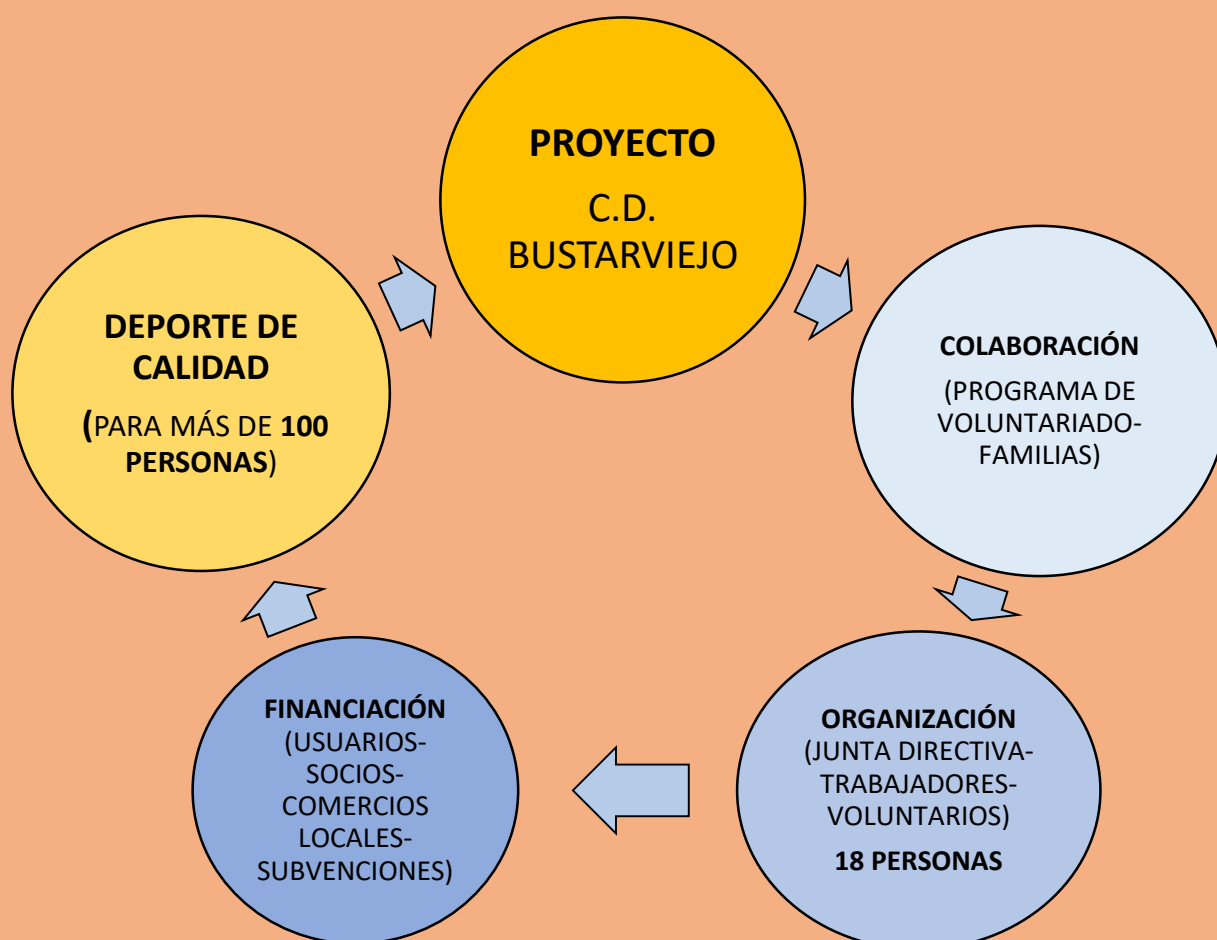 PROYECTO
C.D.
BUSTARVIEJO
DEPORTE DE
CALIDAD
(PARA MÁS DE 100
PERSONAS)
COLABORACIÓN
(PROGRAMA DE
VOLUNTARIADO-
FAMILIAS)
FINANCIACIÓN
(USUARIOS-
SOCIOS-
COMERCIOS
LOCALES-
SUBVENCIONES)
ORGANIZACIÓN
(JUNTA DIRECTIVA-
TRABAJADORES-
VOLUNTARIOS)
18 PERSONAS